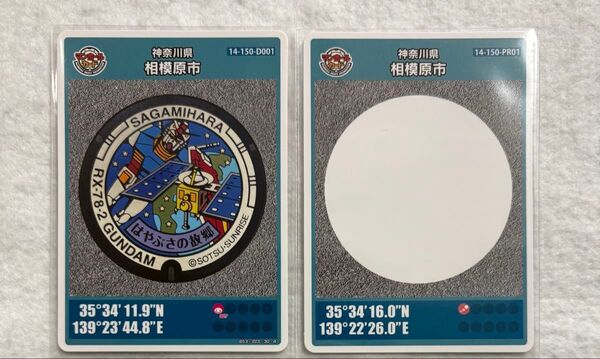 神奈川県
14-150-D001
相模原市
SAGAMIHARA
RX-78-2 GUNDAM
はやぶさの故郷
©SOTSU・SUNRISE
35°34'11.9"N
139°23'44.8"E
神奈川県
14-150-PR01
相模原市
35°34'16.0"N
139°22'26.0"E